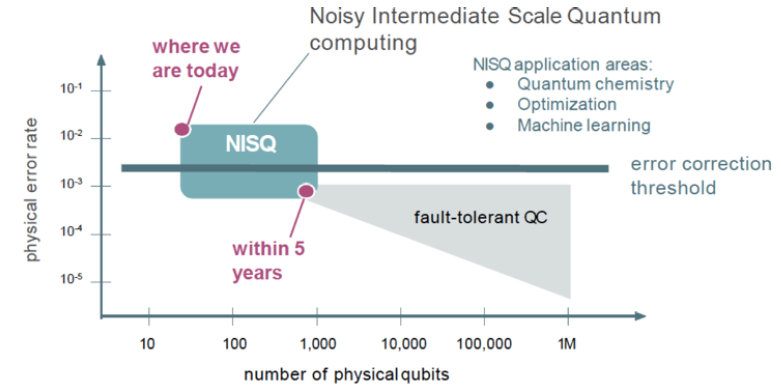 Noisy Intermediate Scale Quantum
computing
where we
are today
NISQ application areas:
● Quantum chemistry
● Optimization
● Machine learning
physical error rate
10-1
10-2
10-3
10-4
10-5
NISQ
error correction
threshold
fault-tolerant QC
within 5
years
10
100
1,000
10,000
100,000
1M
number of physical qubits